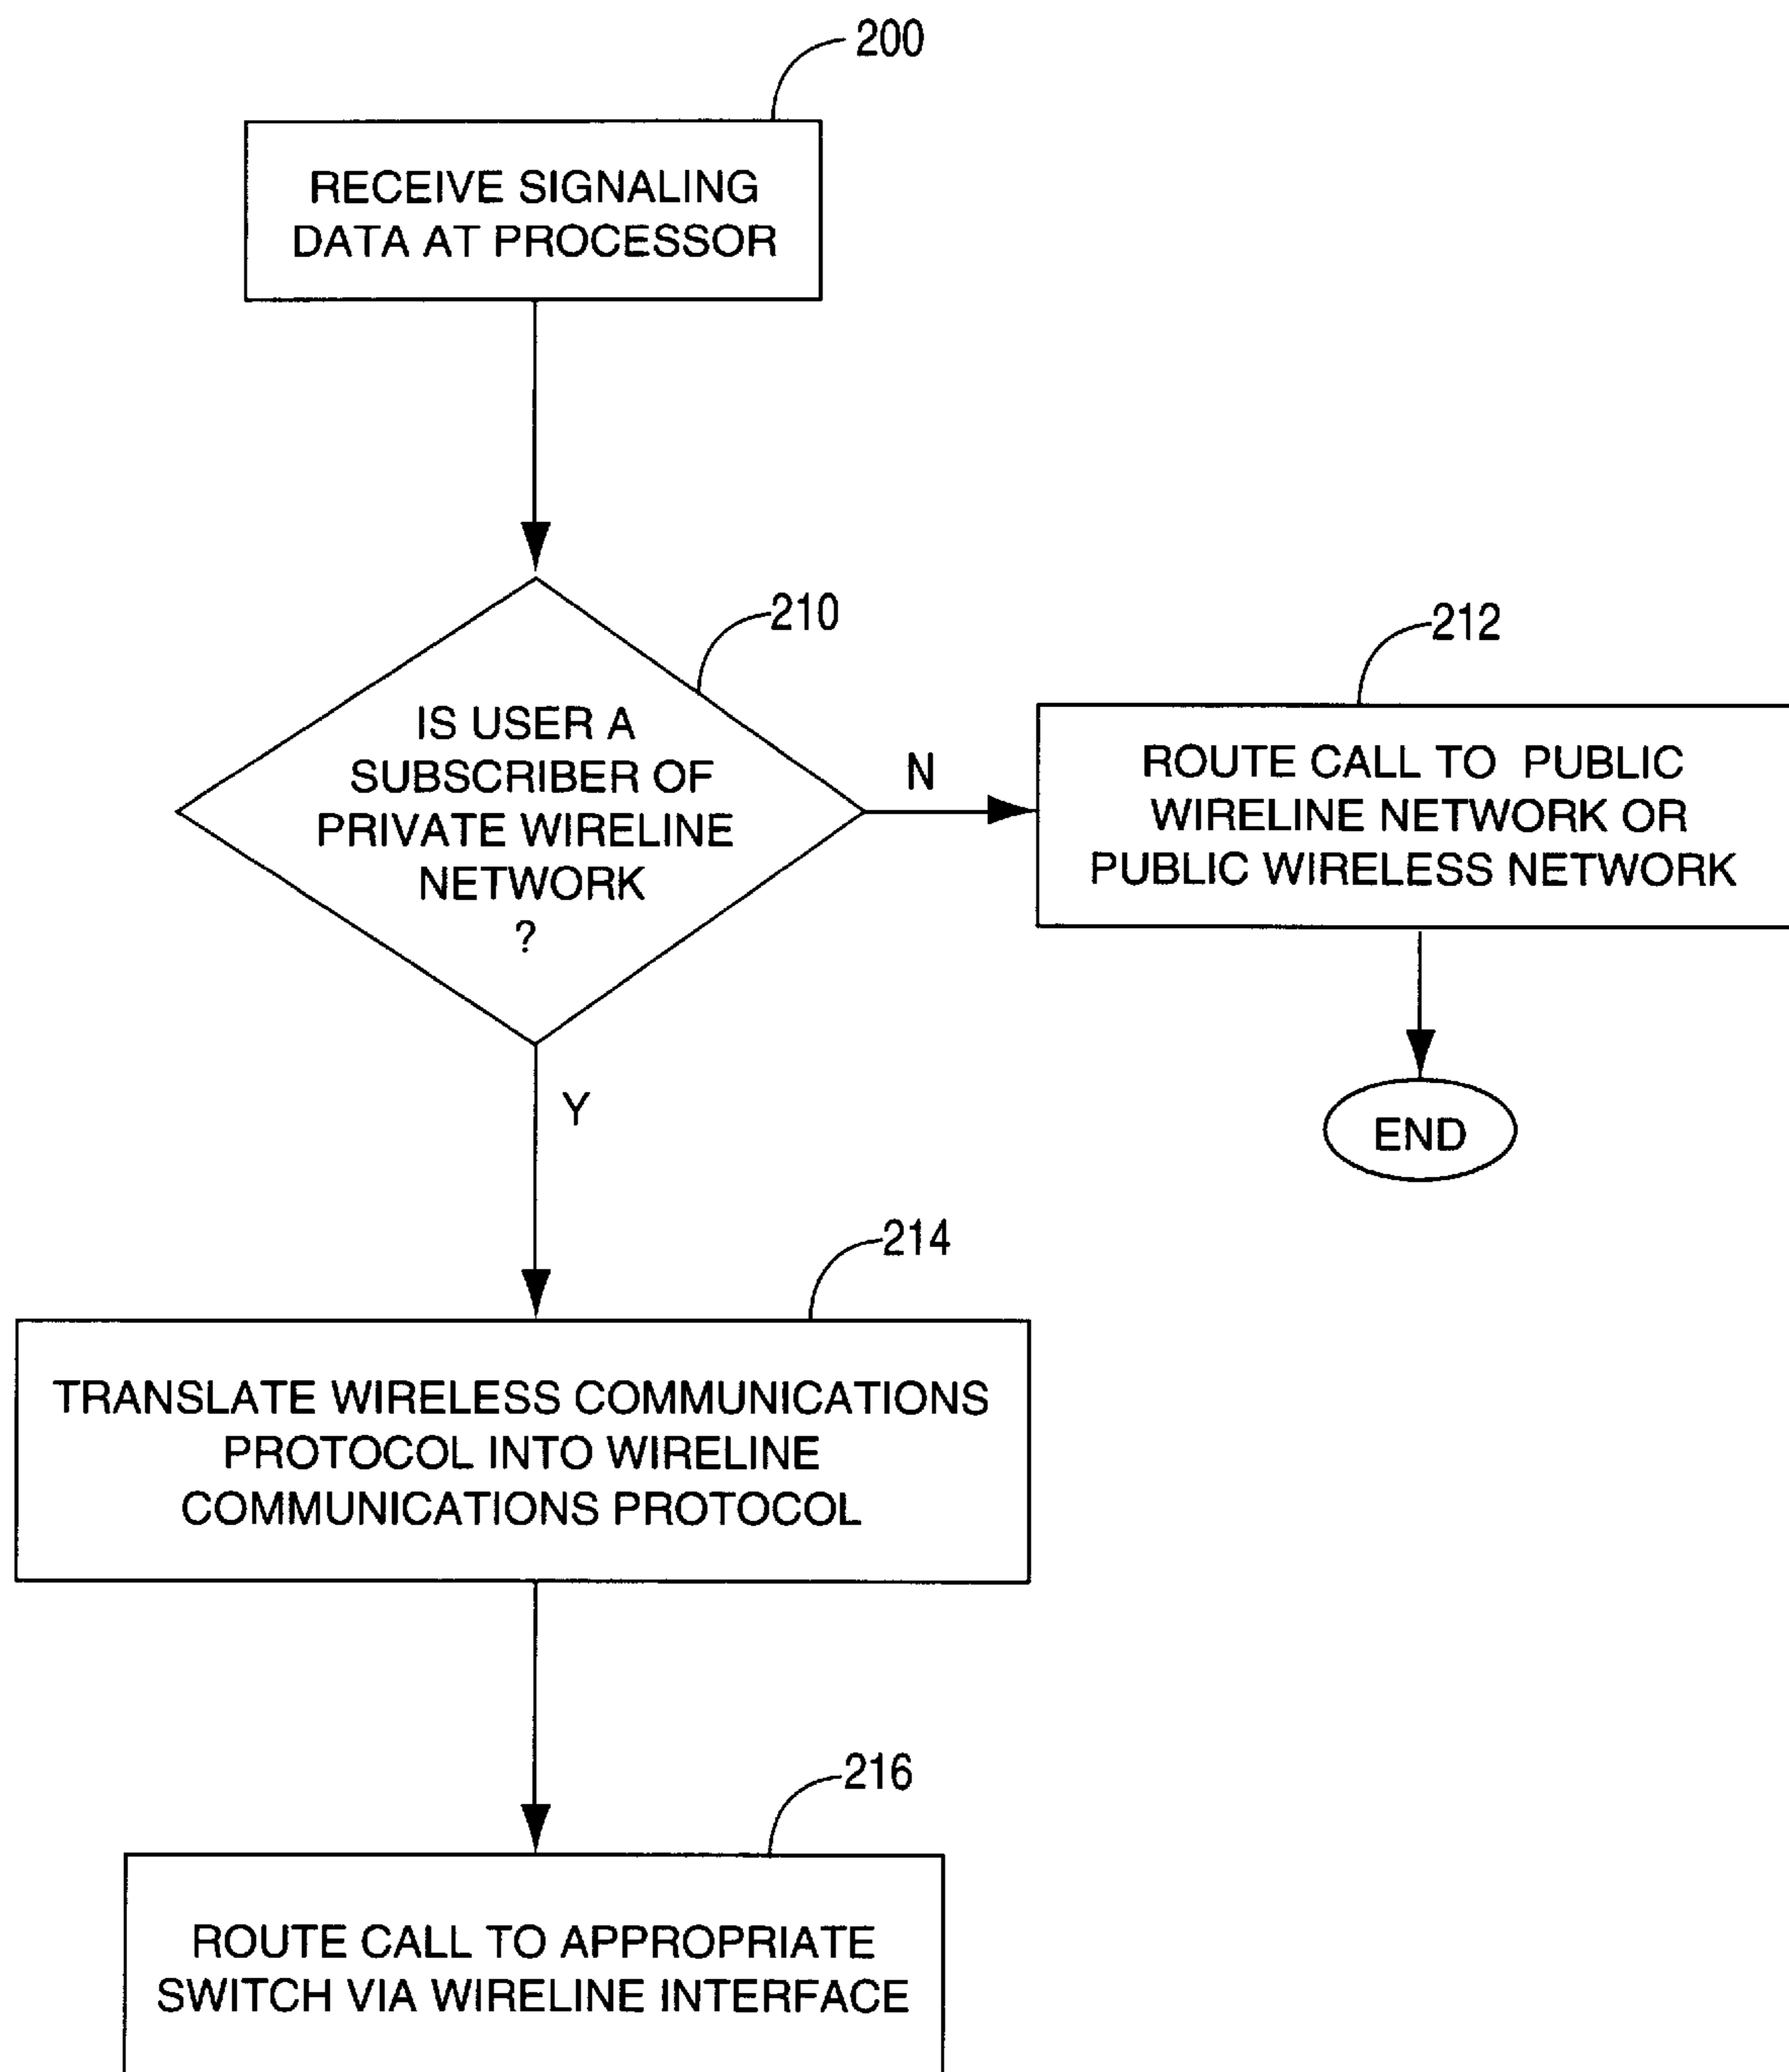 200
RECEIVE SIGNALING
DATA AT PROCESSOR
210
IS USER A
SUBSCRIBER OF
PRIVATE WIRELINE
NETWORK
?
N
212
ROUTE CALL TO PUBLIC
WIRELINE NETWORK OR
PUBLIC WIRELESS NETWORK
END
Y
214
TRANSLATE WIRELESS COMMUNICATIONS
PROTOCOL INTO WIRELINE
COMMUNICATIONS PROTOCOL
216
ROUTE CALL TO APPROPRIATE
SWITCH VIA WIRELINE INTERFACE